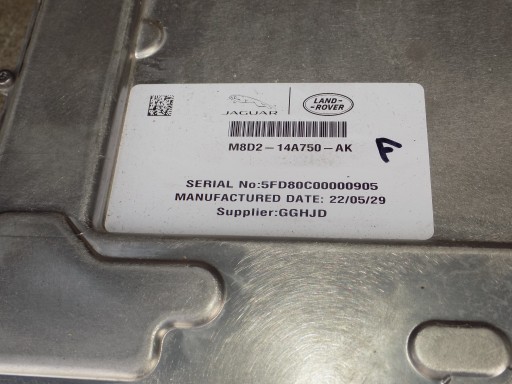 JAGUAR
LAND-
ROVER
M8D2-14A750-AK
F
SERIAL No:5FD80C00000905
MANUFACTURED DATE: 22/05/29
Supplier:GGHJD